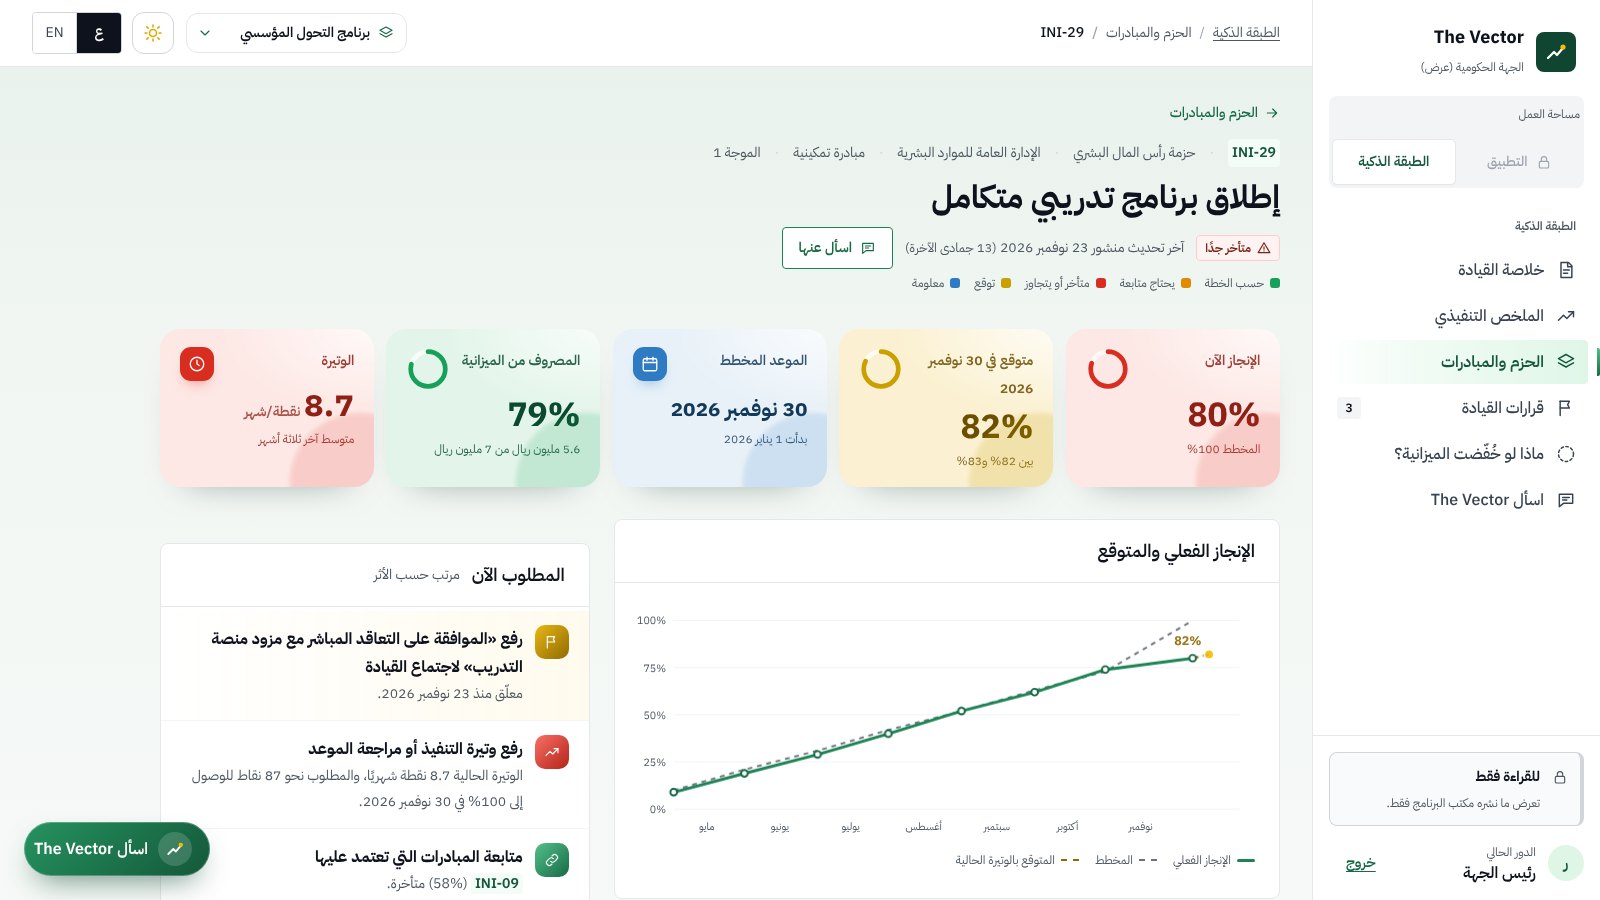 The Vector
الجهة الحكومية (عرض)
مساحة العمل
التطبيق
الطبقة الذكية
الطبقة الذكية
خلاصة القيادة
الملخص التنفيذي
الحزم والمبادرات
قرارات القيادة
3
ماذا لو خُفّضت الميزانية؟
اسأل The Vector
للقراءة فقط
تعرض ما نشره مكتب البرنامج فقط.
ر
الدور الحالي
رئيس الجهة
خروج
الطبقة الذكية / الحزم والمبادرات / INI-29
برنامج التحول المؤسسي
ع
EN
→ الحزم والمبادرات
INI-29 · حزمة رأس المال البشري · الإدارة العامة للموارد البشرية · مبادرة تمكينية · الموجة 1
إطلاق برنامج تدريبي متكامل
متأخر جدًا
آخر تحديث منشور 23 نوفمبر 2026 (13 جمادى الآخرة)
اسأل عنها
حسب الخطة
يحتاج متابعة
متأخر أو يتجاوز
توقع
معلومة
الإنجاز الآن
80%
المخطط 100%
متوقع في 30 نوفمبر
2026
82%
بين 82% و83%
الموعد المخطط
30 نوفمبر 2026
بدأت 1 يناير 2026
المصروف من الميزانية
79%
5.6 مليون ريال من 7 مليون ريال
الوتيرة
8.7 نقطة/شهر
متوسط آخر ثلاثة أشهر
الإنجاز الفعلي والمتوقع
100%
75%
50%
25%
0%
82%
مايو
يونيو
يوليو
أغسطس
سبتمبر
أكتوبر
نوفمبر
الإنجاز الفعلي
المخطط
المتوقع بالوتيرة الحالية
المطلوب الآن
مرتب حسب الأثر
رفع «الموافقة على التعاقد المباشر مع مزود منصة
التدريب» لاجتماع القيادة
معلّق منذ 23 نوفمبر 2026.
رفع وتيرة التنفيذ أو مراجعة الموعد
الوتيرة الحالية 8.7 نقطة شهريًا، والمطلوب نحو 87 نقاط للوصول
إلى 100% في 30 نوفمبر 2026.
متابعة المبادرات التي تعتمد عليها
INI-09 (58%) متأخرة.
اسأل The Vector